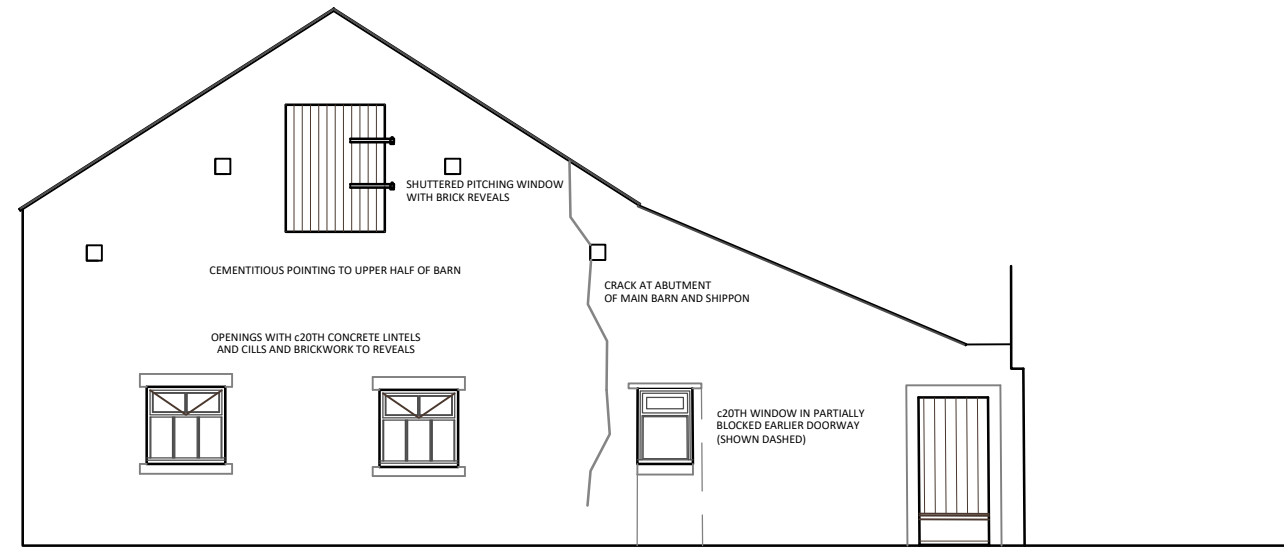 SHUTTERED PITCHING WINDOW
WITH BRICK REVEALS
CEMENTITIOUS POINTING TO UPPER HALF OF BARN
CRACK AT ABUTMENT
OF MAIN BARN AND SHIPPON
OPENINGS WITH c20TH CONCRETE LINTELS
AND CILLS AND BRICKWORK TO REVEALS
c20TH WINDOW IN PARTIALLY
BLOCKED EARLIER DOORWAY
(SHOWN DASHED)